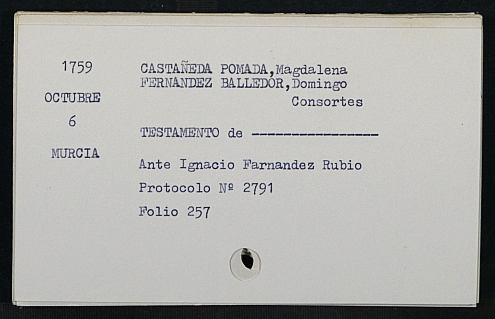 1759
OCTUBRE
6
MURCIA
CASTAÑEDA POMADA,Magdalena
FERNANDEZ BALLEDOR,Domingo
Consortes
TESTAMENTO de ----------------
Ante Ignacio Farnandez Rubio
Protocolo Nº 2791
Folio 257